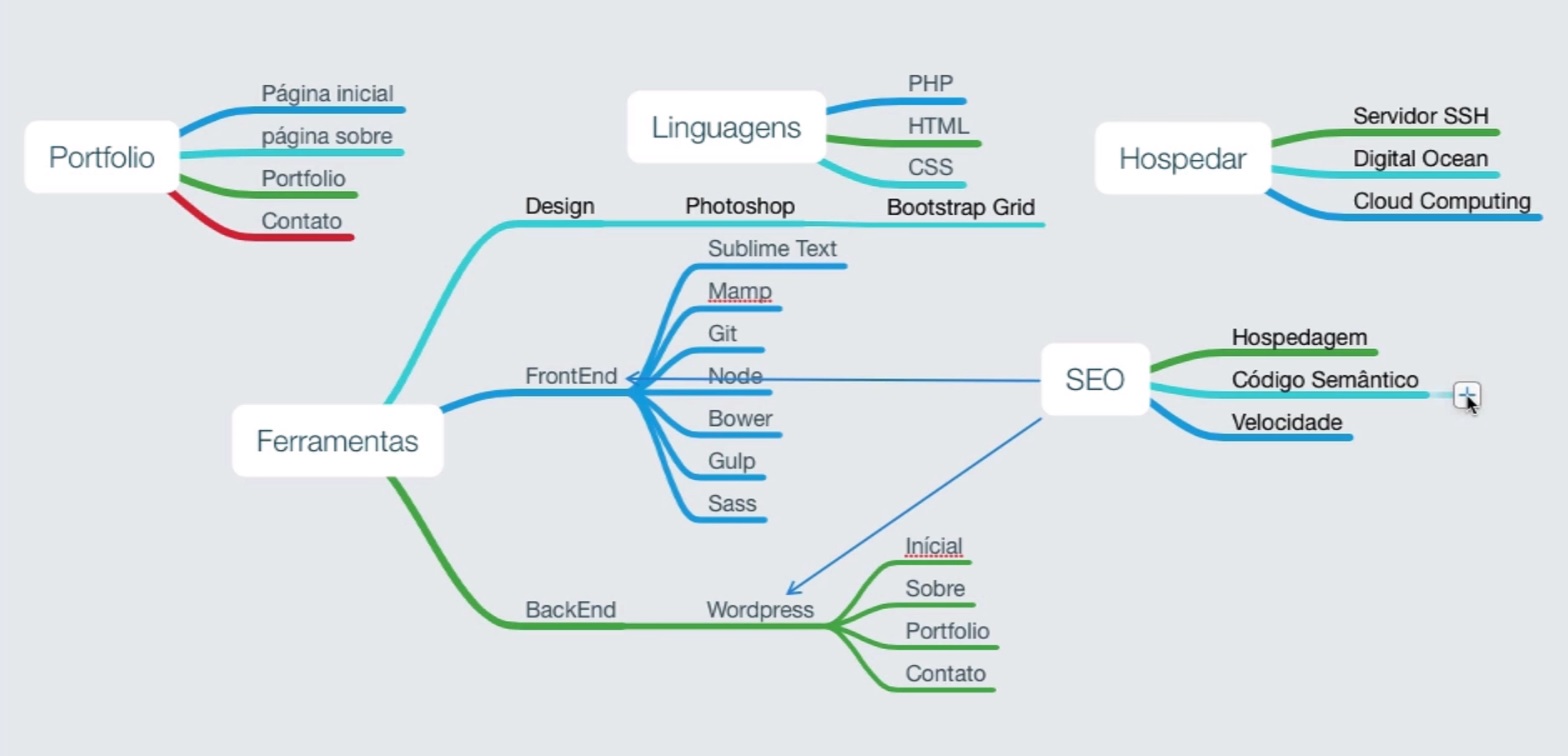 Portfolio
Página inicial
página sobre
Portfolio
Contato
Linguagens
PHP
HTML
CSS
Hospedar
Servidor SSH
Digital Ocean
Cloud Computing
Ferramentas
Design
Photoshop
Bootstrap Grid
FrontEnd
Sublime Text
Mamp
Git
Node
Bower
Gulp
Sass
BackEnd
Wordpress
Inícial
Sobre
Portfolio
Contato
SEO
Hospedagem
Código Semântico
Velocidade